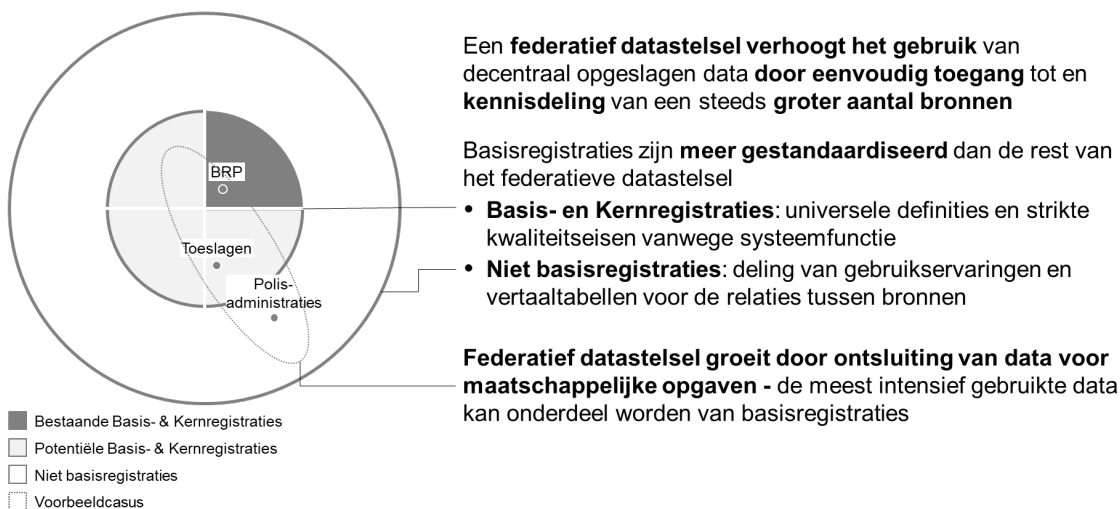 BRP
Toeslagen
Polis-
administraties
Bestaande Basis- & Kernregistraties
Potentiële Basis- & Kernregistraties
Niet basisregistraties
Voorbeeldcasus
Een federatief datastelsel verhoogt het gebruik van
decentraal opgeslagen data door eenvoudig toegang tot en
kennisdeling van een steeds groter aantal bronnen
Basisregistraties zijn meer gestandaardiseerd dan de rest van
het federatieve datastelsel
• Basis- en Kernregistraties: universele definities en strikte
kwaliteitseisen vanwege systeemfunctie
• Niet basisregistraties: deling van gebruikservaringen en
vertaaltabellen voor de relaties tussen bronnen
Federatief datastelsel groeit door ontsluiting van data voor
maatschappelijke opgaven - de meest intensief gebruikte data
kan onderdeel worden van basisregistraties